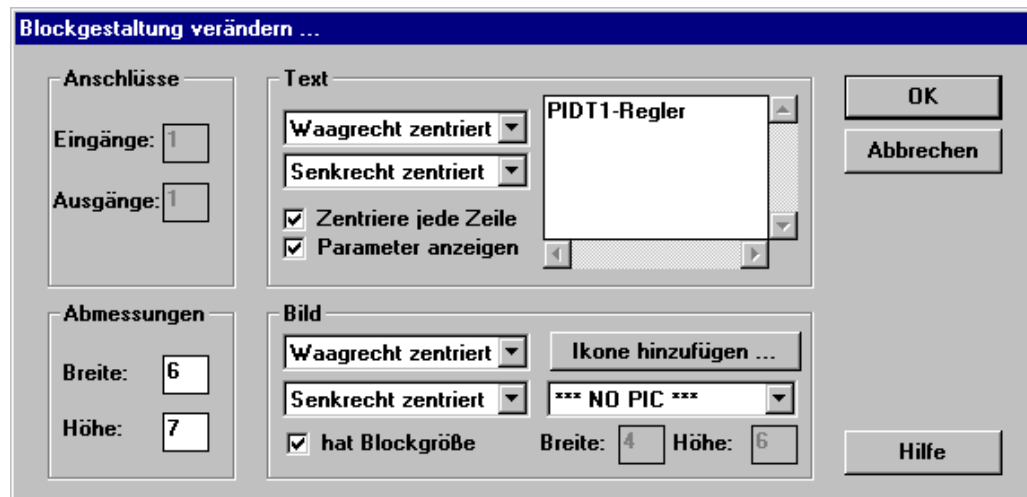 Blockgestaltung verändern ...
Anschlüsse
Eingänge: 1
Ausgänge: 1
Text
Waagrecht zentriert
Senkrecht zentriert
Zentriere jede Zeile
Parameter anzeigen
PIDT1-Regler
OK
Abbrechen
Abmessungen
Breite: 6
Höhe: 7
Bild
Waagrecht zentriert
Ikone hinzufügen ...
Senkrecht zentriert
*** NO PIC ***
hat Blockgröße
Breite: 4 Höhe: 6
Hilfe